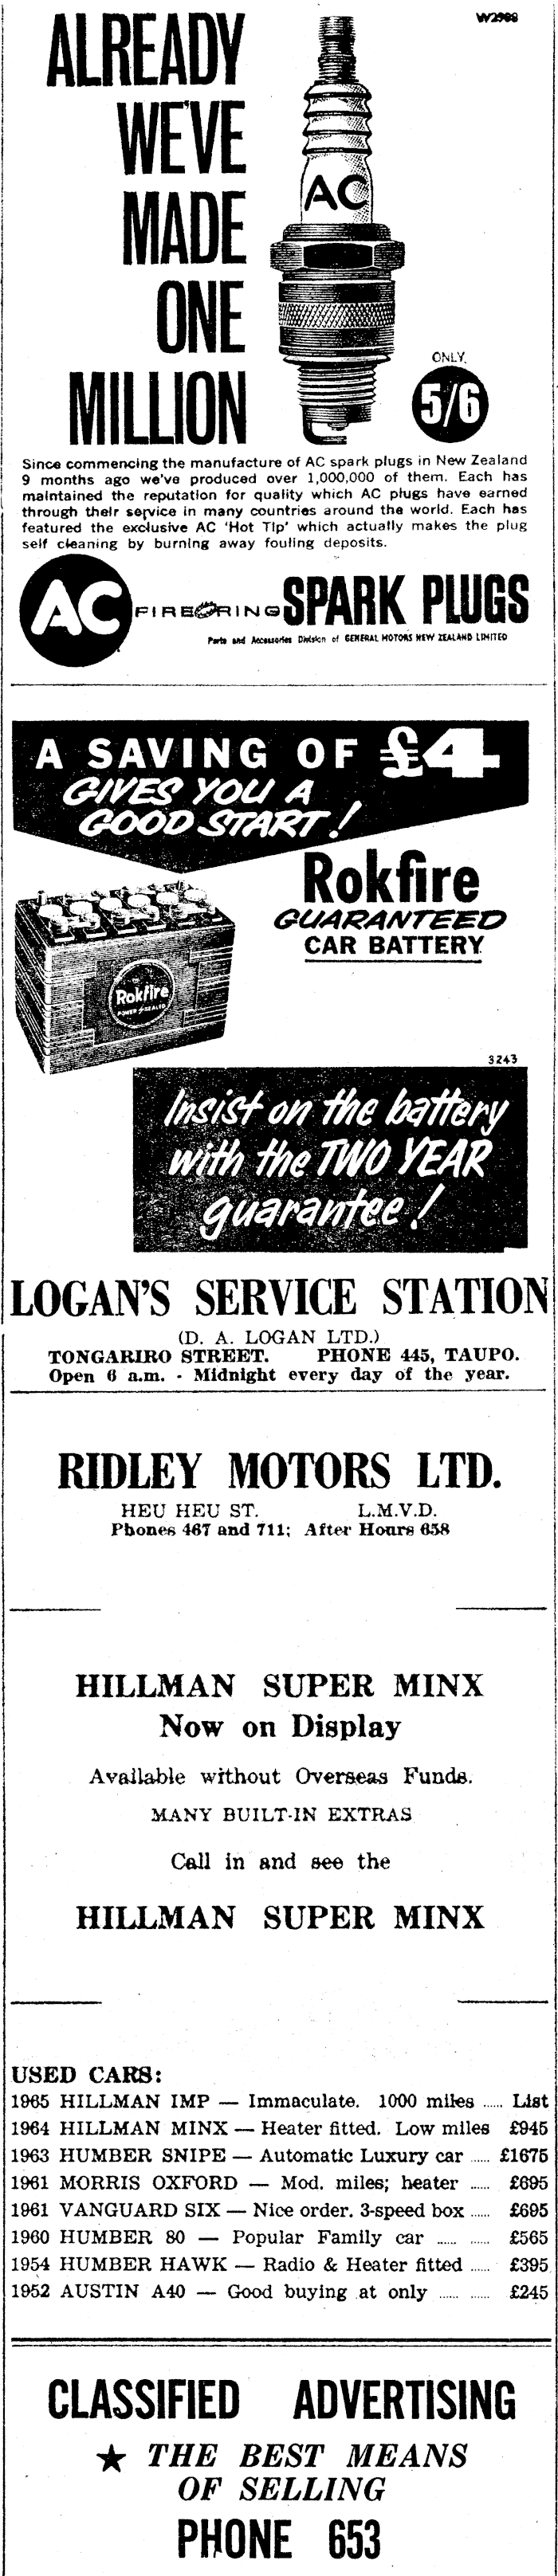 W2988
ALREADY
WE'VE
MADE
ONE
MILLION
AC
ONLY
5/6
Since commencing the manufacture of AC spark plugs in New Zealand
9 months ago we've produced over 1,000,000 of them. Each has
maintained the reputation for quality which AC plugs have earned
through their service in many countries around the world. Each has
featured the exclusive AC 'Hot Tip' which actually makes the plug
self cleaning by burning away fouling deposits.
AC FIRE RING SPARK PLUGS
Parts and Accessories Division of GENERAL MOTORS NEW ZEALAND LIMITED
A SAVING OF £4
GIVES YOU A
GOOD START!
Rokfire
GUARANTEED
CAR BATTERY
Rokfire
POWER SEALED
3243
Insist on the battery
with the TWO YEAR
guarantee!
LOGAN'S SERVICE STATION
(D. A. LOGAN LTD.)
TONGARIRO STREET. PHONE 445, TAUPO.
Open 6 a.m. - Midnight every day of the year.
RIDLEY MOTORS LTD.
HEU HEU ST. L.M.V.D.
Phones 467 and 711; After Hours 658
HILLMAN SUPER MINX
Now on Display
Available without Overseas Funds.
MANY BUILT-IN EXTRAS
Call in and see the
HILLMAN SUPER MINX
USED CARS:
1965 HILLMAN IMP — Immaculate. 1000 miles ...... List
1964 HILLMAN MINX — Heater fitted. Low miles £945
1963 HUMBER SNIPE — Automatic Luxury car ...... £1675
1961 MORRIS OXFORD — Mod. miles; heater ...... £695
1961 VANGUARD SIX — Nice order. 3-speed box ...... £695
1960 HUMBER 80 — Popular Family car ...... ...... £565
1954 HUMBER HAWK — Radio & Heater fitted ...... £395
1952 AUSTIN A40 — Good buying at only ...... ...... £245
CLASSIFIED ADVERTISING
★ THE BEST MEANS
OF SELLING
PHONE 653